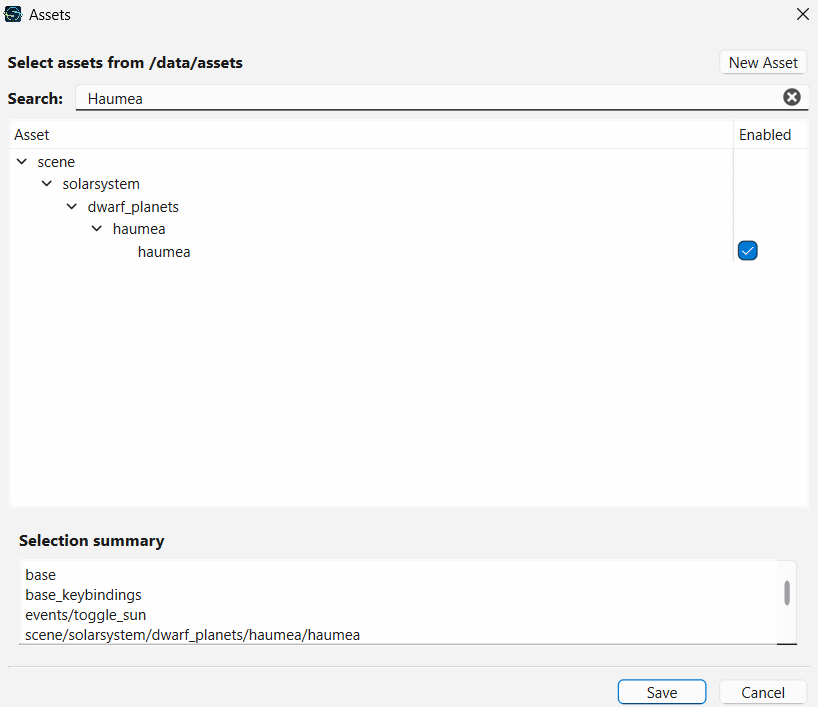 Assets
Select assets from /data/assets
New Asset
Search: Haumea
Asset Enabled
scene
solarsystem
dwarf_planets
haumea
haumea
Selection summary
base
base_keybindings
events/toggle_sun
scene/solarsystem/dwarf_planets/haumea/haumea
Save Cancel